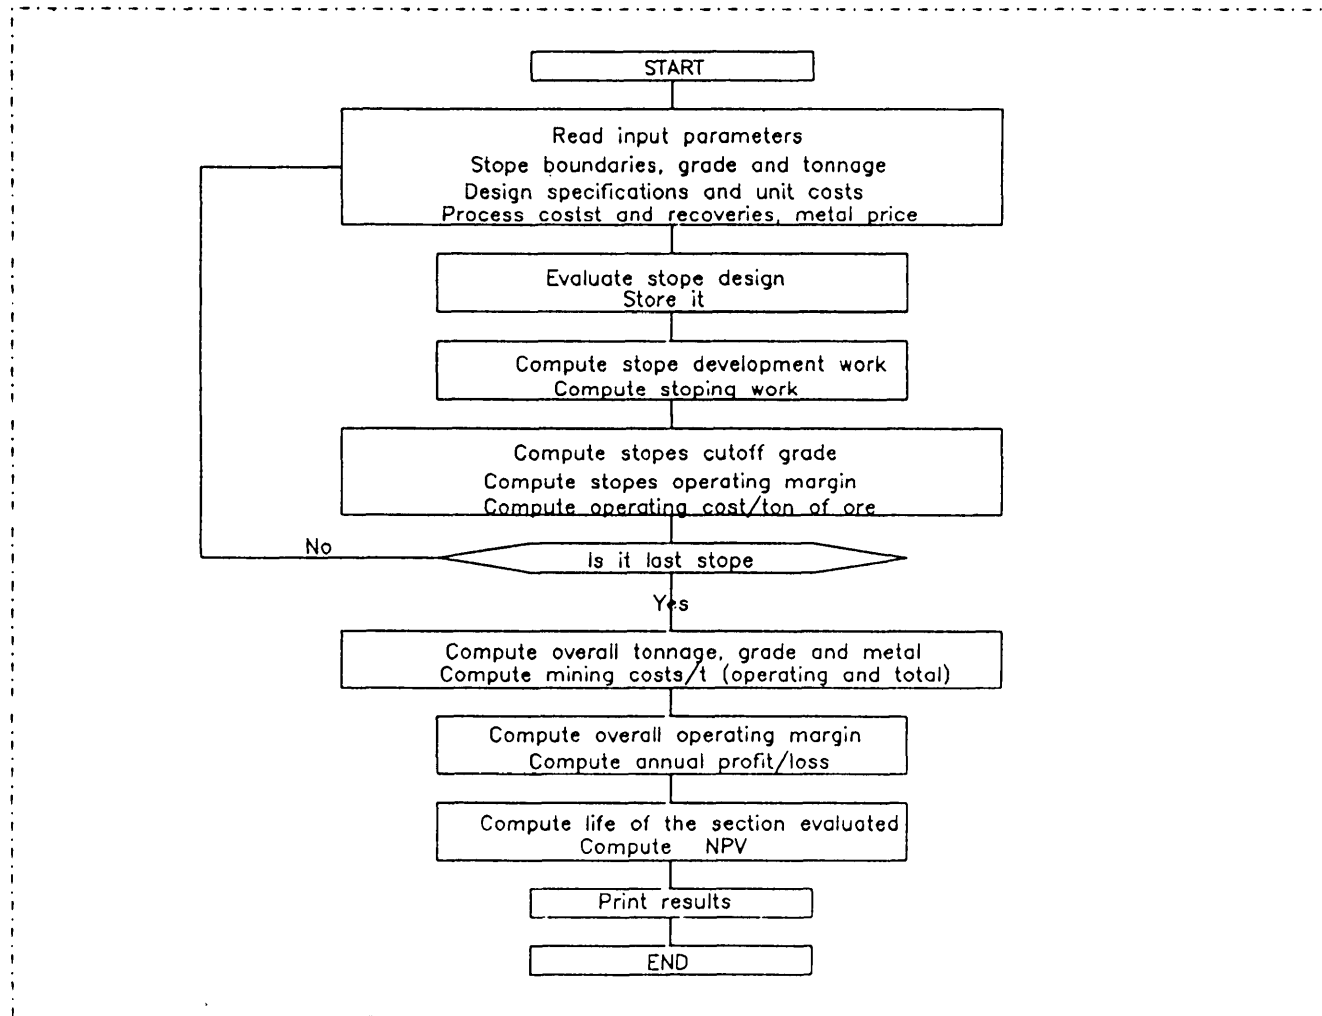 START
Read input parameters
Stope boundaries, grade and tonnage
Design specifications and unit costs
Process costst and recoveries, metal price
Evaluate stope design
Store it
Compute stope development work
Compute stoping work
Compute stopes cutoff grade
Compute stopes operating margin
Compute operating cost/ton of ore
No
Is it last stope
Yes
Compute overall tonnage, grade and metal
Compute mining costs/t (operating and total)
Compute overall operating margin
Compute annual profit/loss
Compute life of the section evaluated
Compute NPV
Print results
END